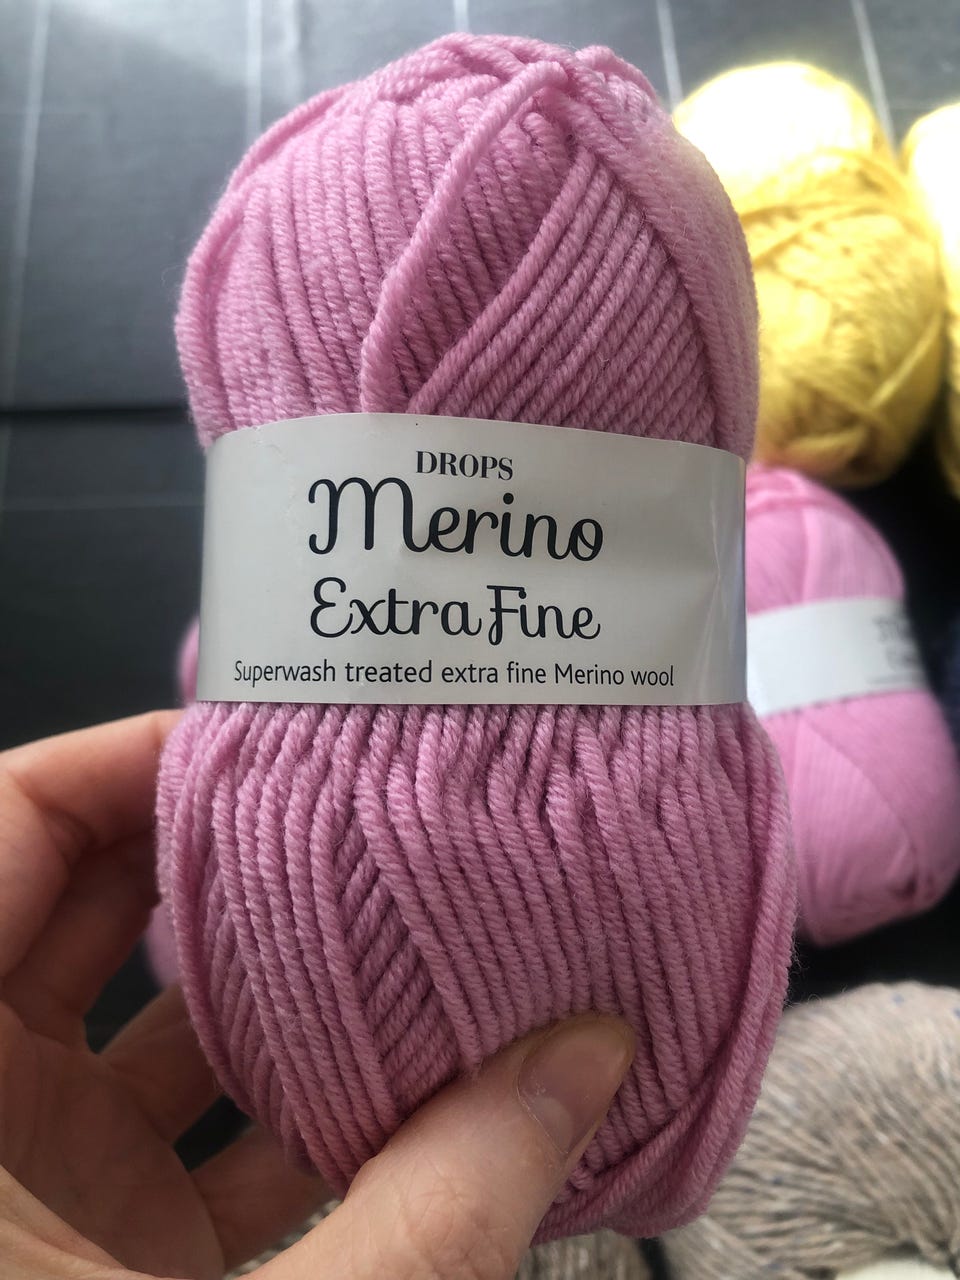 DROPS
Merino
Extra Fine
Superwash treated extra fine Merino wool